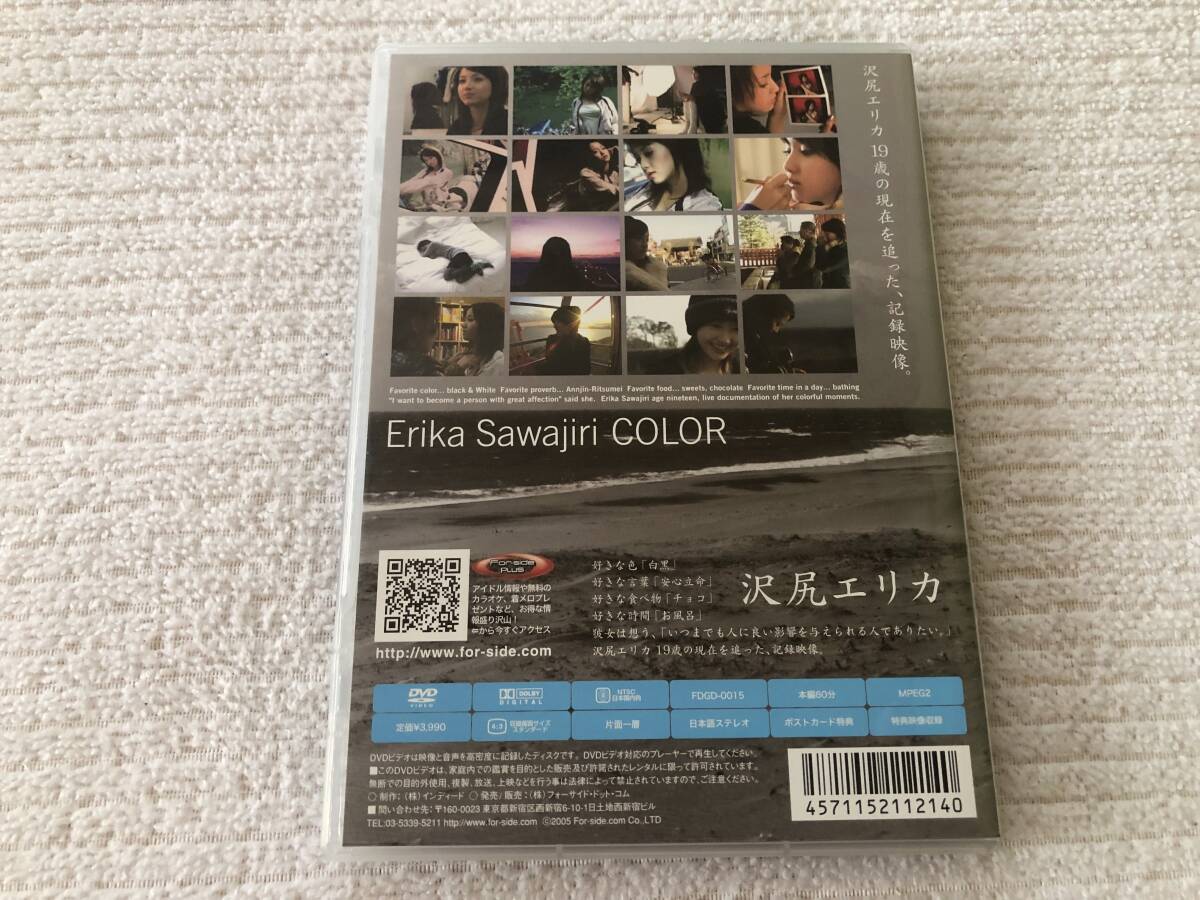 沢尻エリカ 19歳の現在を追った、記録映像。
Favorite color... black & White Favorite proverb... Annjin-Ritsumei Favorite food... sweets, chocolate Favorite time in a day... bathing
"I want to become a person with great affection" said she. Erika Sawajiri age nineteen, live documentation of her colorful moments.
Erika Sawajiri COLOR
For-side
PLUS
アイドル情報や無料の
カラオケ、着メロプレ
ゼントなど、お得な情
報盛り沢山!
⇐から今すぐアクセス
http://www.for-side.com
好きな色「白黒」
好きな言葉「安心立命」
好きな食べ物「チョコ」
好きな時間「お風呂」
彼女は想う、「いつまでも人に良い影響を与えられる人でありたい。」
沢尻エリカ 19歳の現在を追った、記録映像。
沢尻エリカ
DVD VIDEO
DOLBY DIGITAL
NTSC 日本国内向
FDGD-0015
本編60分
MPEG2
定価¥3,990
4:3 収録画面サイズ スタンダード
片面一層
日本語ステレオ
ポストカード特典
特典映像収録
DVDビデオは映像と音声を高密度に記録したディスクです。DVDビデオ対応のプレーヤーで再生してください。
■このDVDビデオは、家庭内での鑑賞を目的とした販売及び許諾されたレンタルに限って許可されています。
無断での目的外使用、複製、放送、上映などを行う事は法律によって禁止されていますので、ご注意ください。
○ 制作:(株)インディード ○ 発売/販売:(株)フォーサイド・ドット・コム
■問い合わせ先:〒160-0023 東京都新宿区西新宿6-10-1日土地西新宿ビル
TEL:03-5339-5211 http://www.for-side.com ©2005 For-side.com Co.,LTD
4571152112140